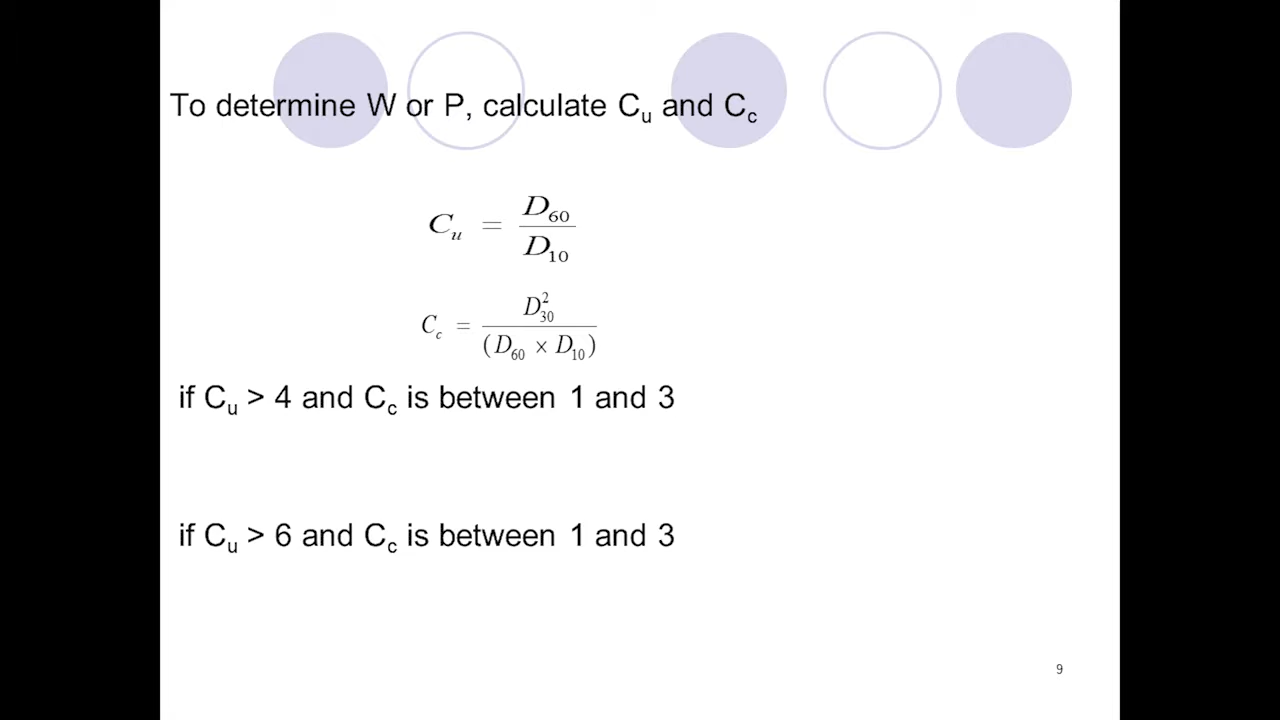 To determine W or P, calculate Cu and Cc
Cu = D60 / D10
Cc = D30^2 / (D60 × D10)
if Cu > 4 and Cc is between 1 and 3
if Cu > 6 and Cc is between 1 and 3
9